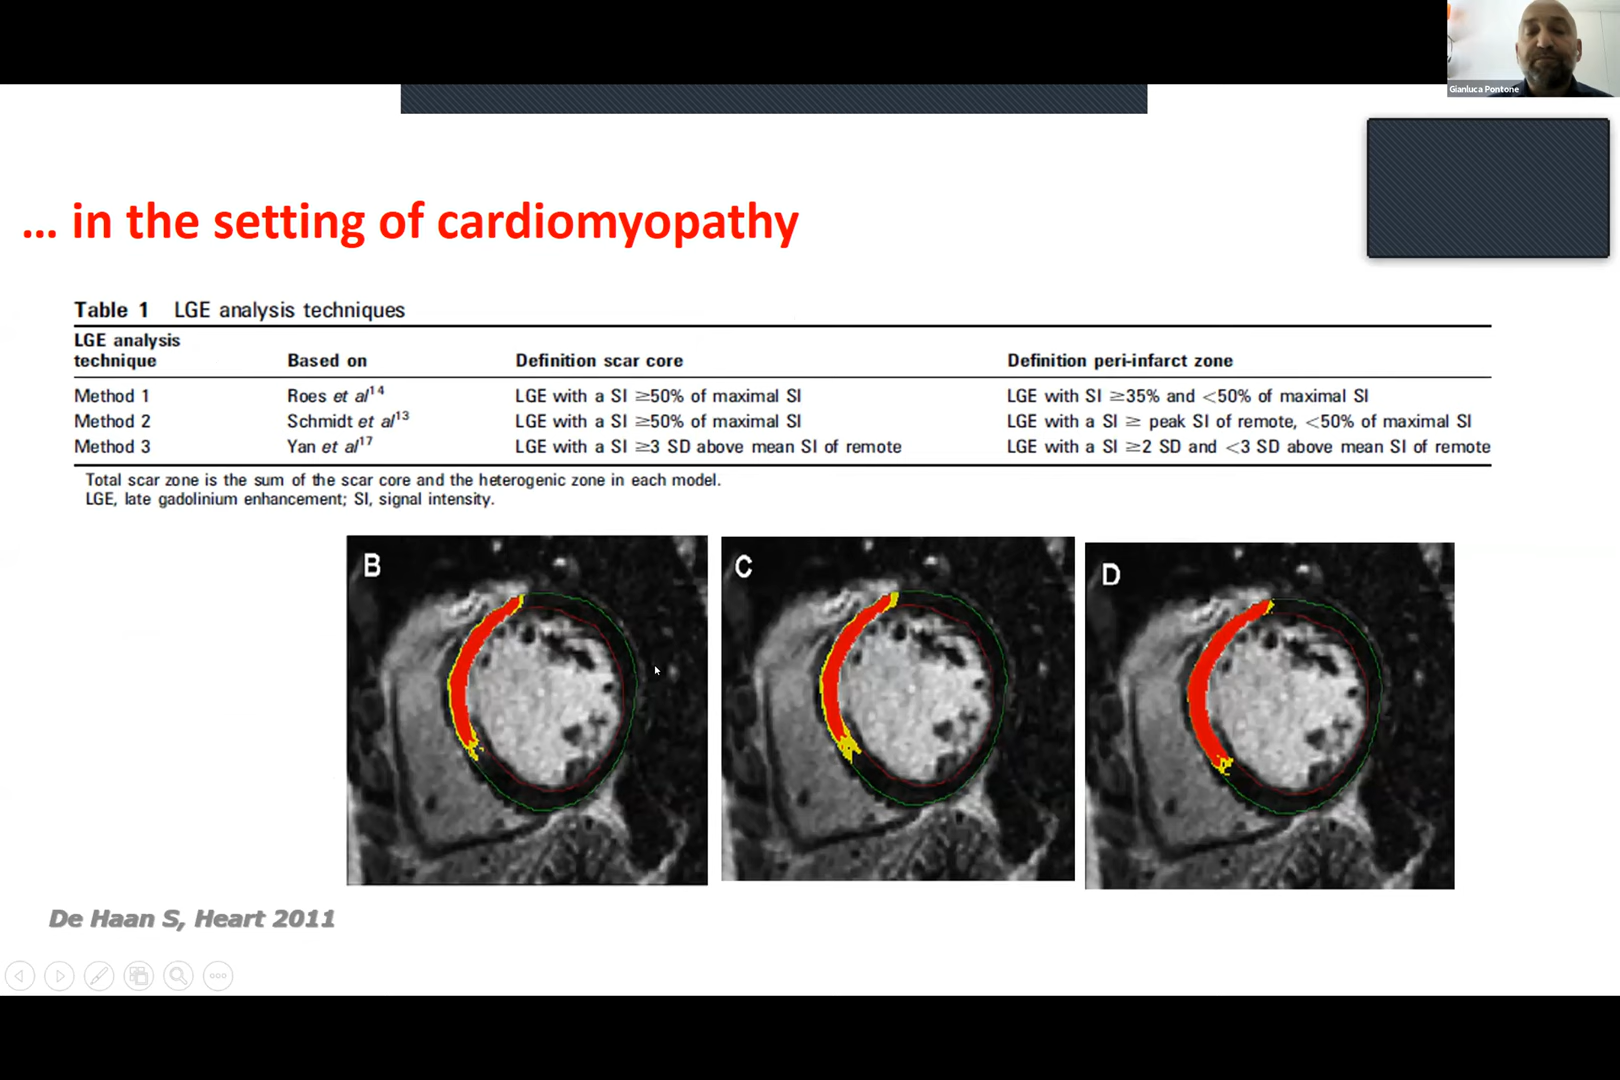 Gianluca Pontone
... in the setting of cardiomyopathy
Table 1 LGE analysis techniques
LGE analysis technique Based on Definition scar core Definition peri-infarct zone
Method 1 Roes et al14 LGE with a SI ≥50% of maximal SI LGE with SI ≥35% and <50% of maximal SI
Method 2 Schmidt et al13 LGE with a SI ≥50% of maximal SI LGE with a SI ≥ peak SI of remote, <50% of maximal SI
Method 3 Yan et al17 LGE with a SI ≥3 SD above mean SI of remote LGE with a SI ≥2 SD and <3 SD above mean SI of remote
Total scar zone is the sum of the scar core and the heterogenic zone in each model.
LGE, late gadolinium enhancement; SI, signal intensity.
B C D
De Haan S, Heart 2011